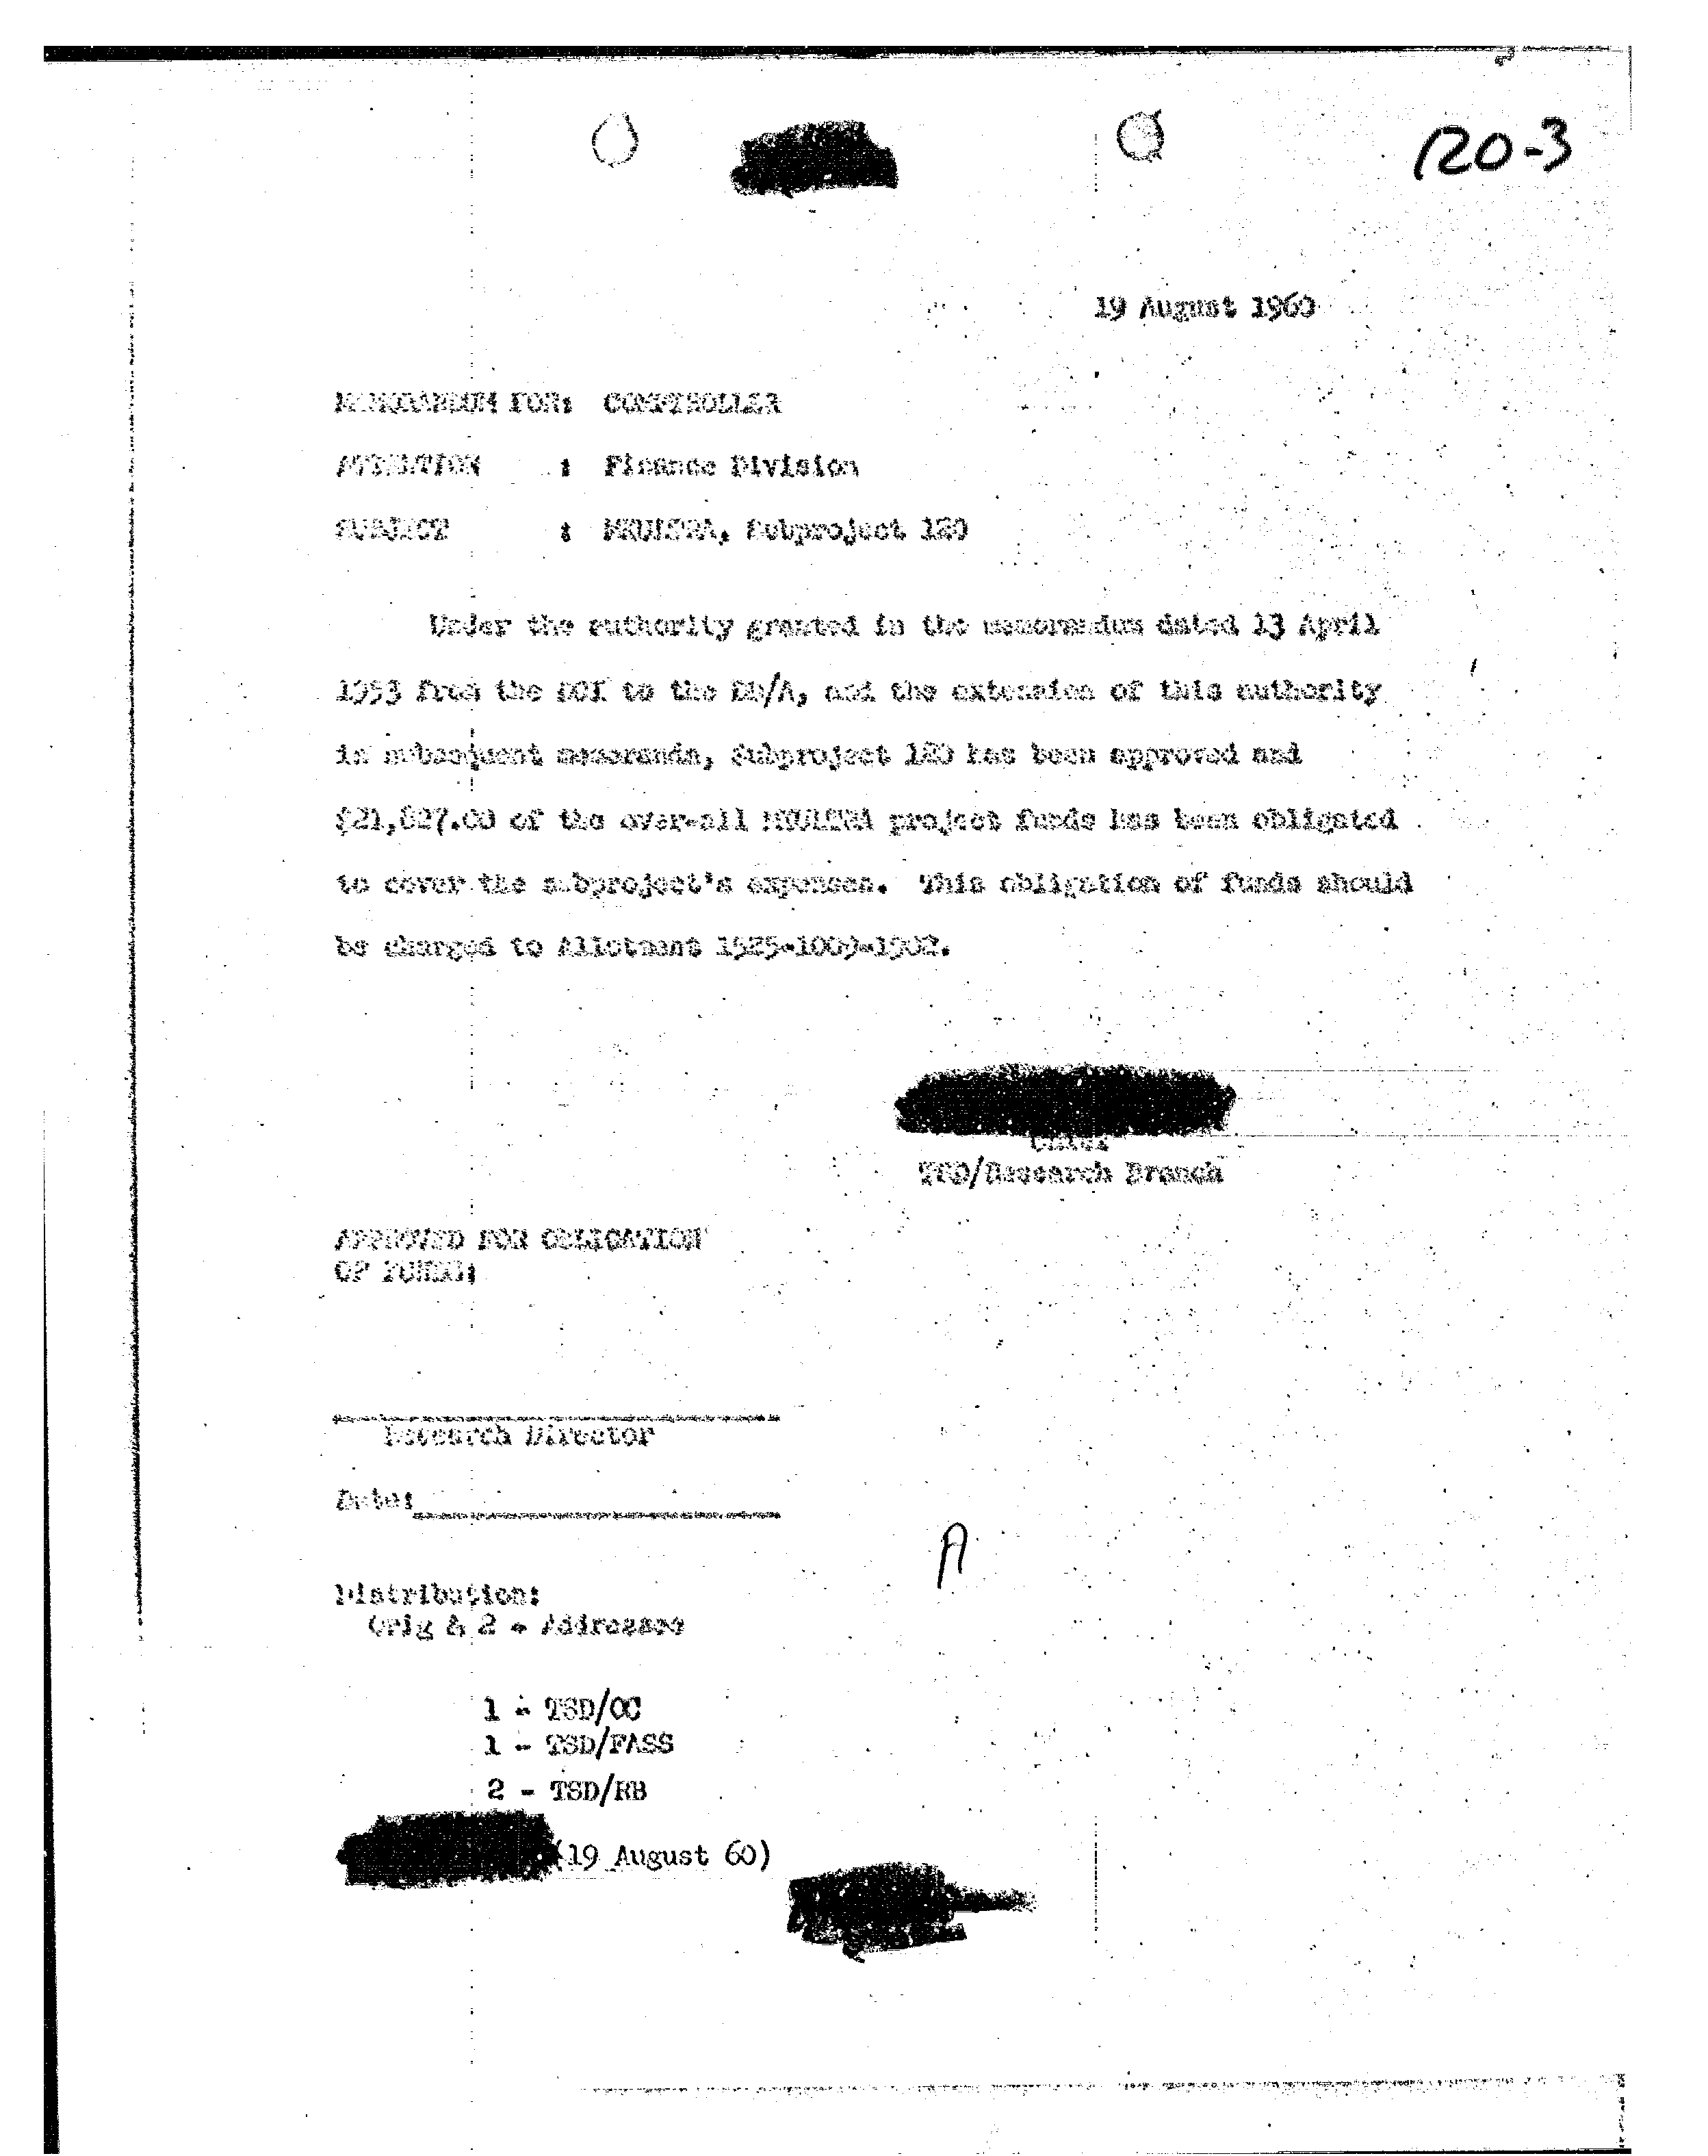 120-3
19 August 1960
MEMORANDUM FOR: CONTROLLER
ATTENTION : Finance Division
SUBJECT : MKULTRA, Subproject 120
Under the authority granted in the memorandum dated 13 April
1953 from the DCI to the DD/A, and the extension of this authority
in subsequent memoranda, Subproject 120 has been approved and
of the over-all MKULTRA project funds has been obligated
to cover the subproject's expenses. This obligation of funds should
be charged to Allotment 1525-1009-1902.
Chief
TSD/Research Branch
APPROVED FOR OBLIGATION
OF FUNDS:
Research Director
Date:
Distribution:
Orig & 2 - Addressee
1 - TSD/OC
1 - TSD/FASS
2 - TSD/RB
(19 August 60)
A